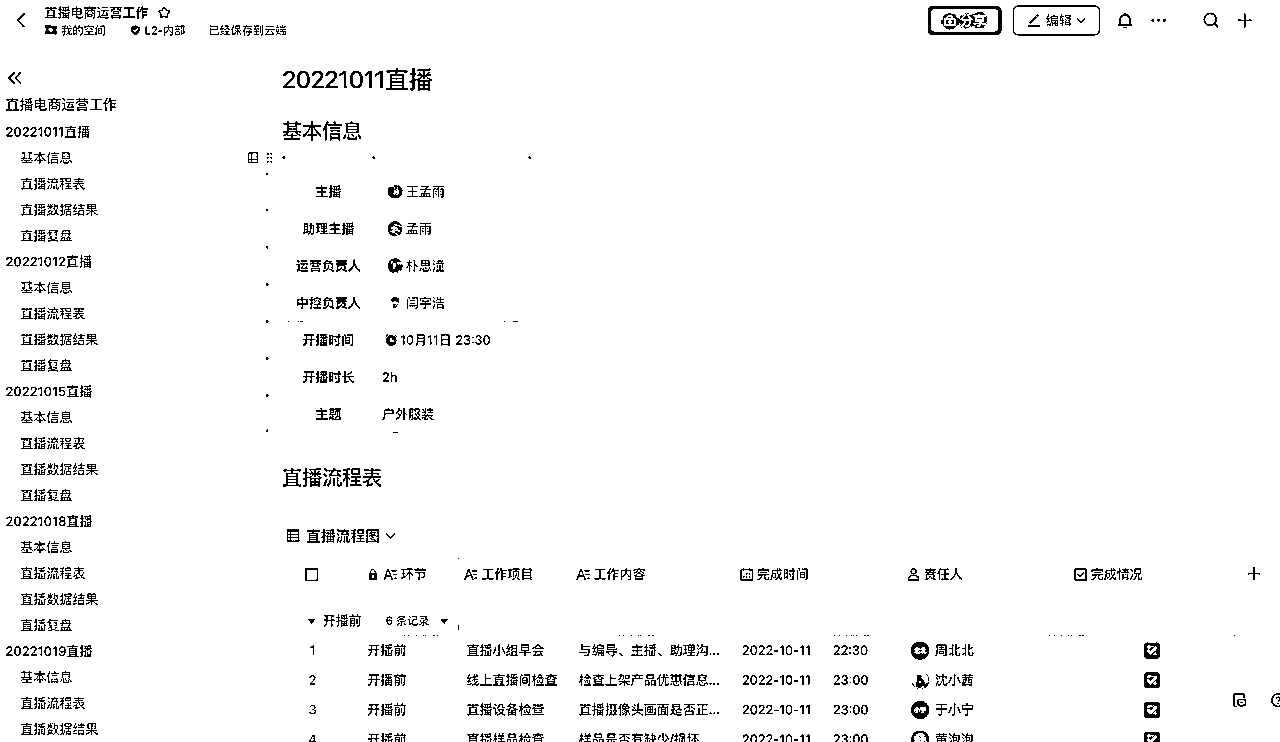 直播电商运营工作
我的空间 L2-内部 已经保存到云端
分享 编辑
直播电商运营工作
20221011直播
基本信息
直播流程表
直播数据结果
直播复盘
20221012直播
基本信息
直播流程表
直播数据结果
直播复盘
20221015直播
基本信息
直播流程表
直播数据结果
直播复盘
20221018直播
基本信息
直播流程表
直播数据结果
直播复盘
20221019直播
基本信息
直播流程表
直播数据结果
20221011直播
基本信息
主播 王孟雨
助理主播 孟雨
运营负责人 朴思潼
中控负责人 闫宇浩
开播时间 10月11日 23:30
开播时长 2h
主题 户外服装
直播流程表
直播流程图
环节 工作项目 工作内容 完成时间 责任人 完成情况
开播前 6 条记录
1 开播前 直播小组早会 与编导、主播、助理沟... 2022-10-11 22:30 周北北
2 开播前 线上直播间检查 检查上架产品优惠信息... 2022-10-11 23:00 沈小茜
3 开播前 直播设备检查 直播摄像头画面是否正... 2022-10-11 23:00 于小宁
4 开播前 直播样品检查 样品是否有缺少/损坏 2022-10-11 23:00 黄泡泡